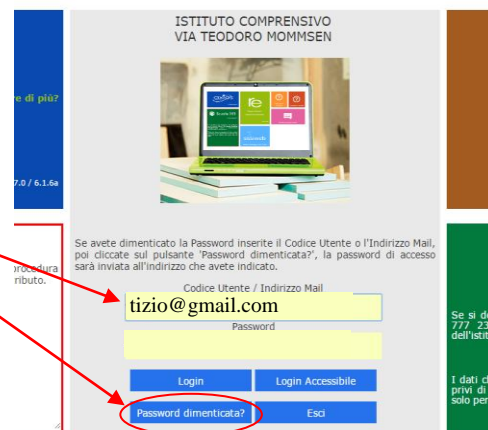 ISTITUTO COMPRENSIVO
VIA TEODORO MOMMSEN
e di più?
7.0 / 6.1.6a
rocedura
ributo.
Se avete dimenticato la Password inserite il Codice Utente o l'Indirizzo Mail,
poi cliccate sul pulsante 'Password dimenticata?', la password di accesso
sarà inviata all'indirizzo che avete indicato.
Codice Utente / Indirizzo Mail
tizio@gmail.com
Password
Login
Login Accessibile
Password dimenticata?
Esci
Se si de
777 23
dell'istit
I dati c
privi di
solo per